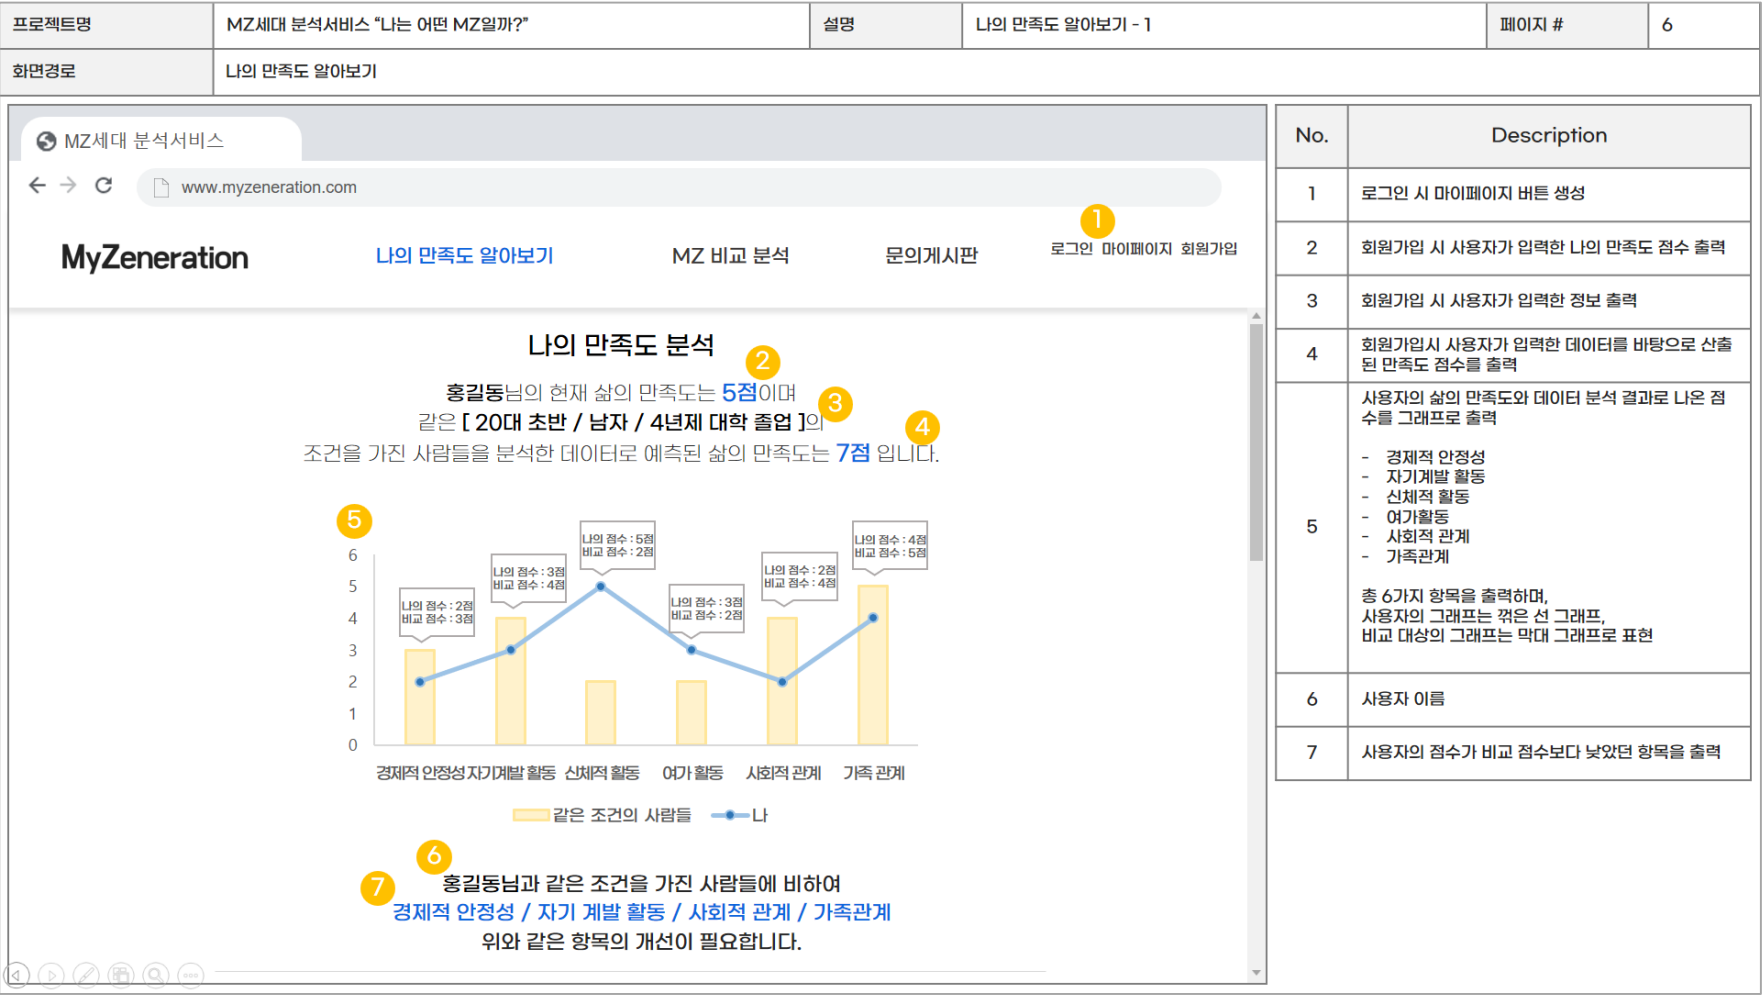 프로젝트명
MZ세대 분석서비스 “나는 어떤 MZ일까?”
설명
나의 만족도 알아보기 - 1
페이지 #
6
화면경로
나의 만족도 알아보기
MZ세대 분석서비스
www.myzeneration.com
1
MyZeneration
나의 만족도 알아보기
MZ 비교 분석
문의게시판
로그인 마이페이지 회원가입
나의 만족도 분석
2
홍길동님의 현재 삶의 만족도는 5점이며
3
같은 [ 20대 초반 / 남자 / 4년제 대학 졸업 ]의
4
조건을 가진 사람들을 분석한 데이터로 예측된 삶의 만족도는 7점 입니다.
5
나의 점수 : 2점
비교 점수 : 3점
나의 점수 : 3점
비교 점수 : 4점
나의 점수 : 5점
비교 점수 : 2점
나의 점수 : 3점
비교 점수 : 2점
나의 점수 : 2점
비교 점수 : 4점
나의 점수 : 4점
비교 점수 : 5점
6
5
4
3
2
1
0
경제적 안정성 자기계발 활동 신체적 활동 여가 활동 사회적 관계 가족 관계
같은 조건의 사람들 나
6
홍길동님과 같은 조건을 가진 사람들에 비하여
7
경제적 안정성 / 자기 계발 활동 / 사회적 관계 / 가족관계
위와 같은 항목의 개선이 필요합니다.
No. Description
1 로그인 시 마이페이지 버튼 생성
2 회원가입 시 사용자가 입력한 나의 만족도 점수 출력
3 회원가입 시 사용자가 입력한 정보 출력
4 회원가입시 사용자가 입력한 데이터를 바탕으로 산출
된 만족도 점수를 출력
5
사용자의 삶의 만족도와 데이터 분석 결과로 나온 점
수를 그래프로 출력
- 경제적 안정성
- 자기계발 활동
- 신체적 활동
- 여가활동
- 사회적 관계
- 가족관계
총 6가지 항목을 출력하며,
사용자의 그래프는 꺾은 선 그래프,
비교 대상의 그래프는 막대 그래프로 표현
6 사용자 이름
7 사용자의 점수가 비교 점수보다 낮았던 항목을 출력